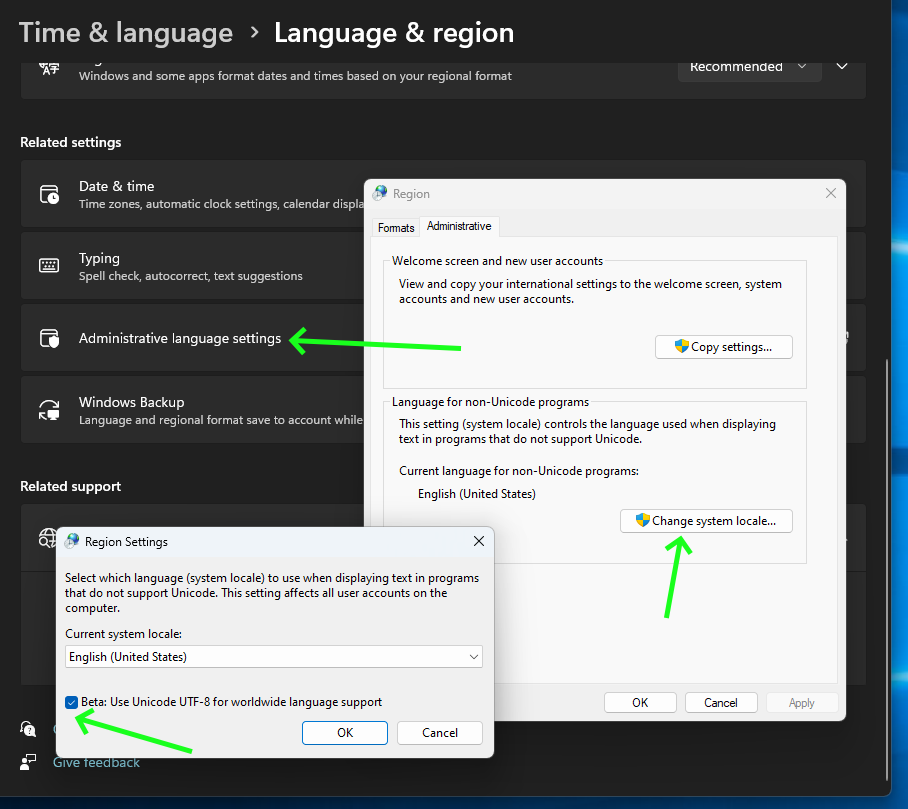 Time & language › Language & region
Windows and some apps format dates and times based on your regional format
Recommended
Related settings
Date & time
Time zones, automatic clock settings, calendar displa
Typing
Spell check, autocorrect, text suggestions
Administrative language settings
Windows Backup
Language and regional format save to account while
Related support
Give feedback
Region
Formats
Administrative
Welcome screen and new user accounts
View and copy your international settings to the welcome screen, system
accounts and new user accounts.
Copy settings...
Language for non-Unicode programs
This setting (system locale) controls the language used when displaying
text in programs that do not support Unicode.
Current language for non-Unicode programs:
English (United States)
Change system locale...
OK
Cancel
Apply
Region Settings
Select which language (system locale) to use when displaying text in programs
that do not support Unicode. This setting affects all user accounts on the
computer.
Current system locale:
English (United States)
Beta: Use Unicode UTF-8 for worldwide language support
OK
Cancel